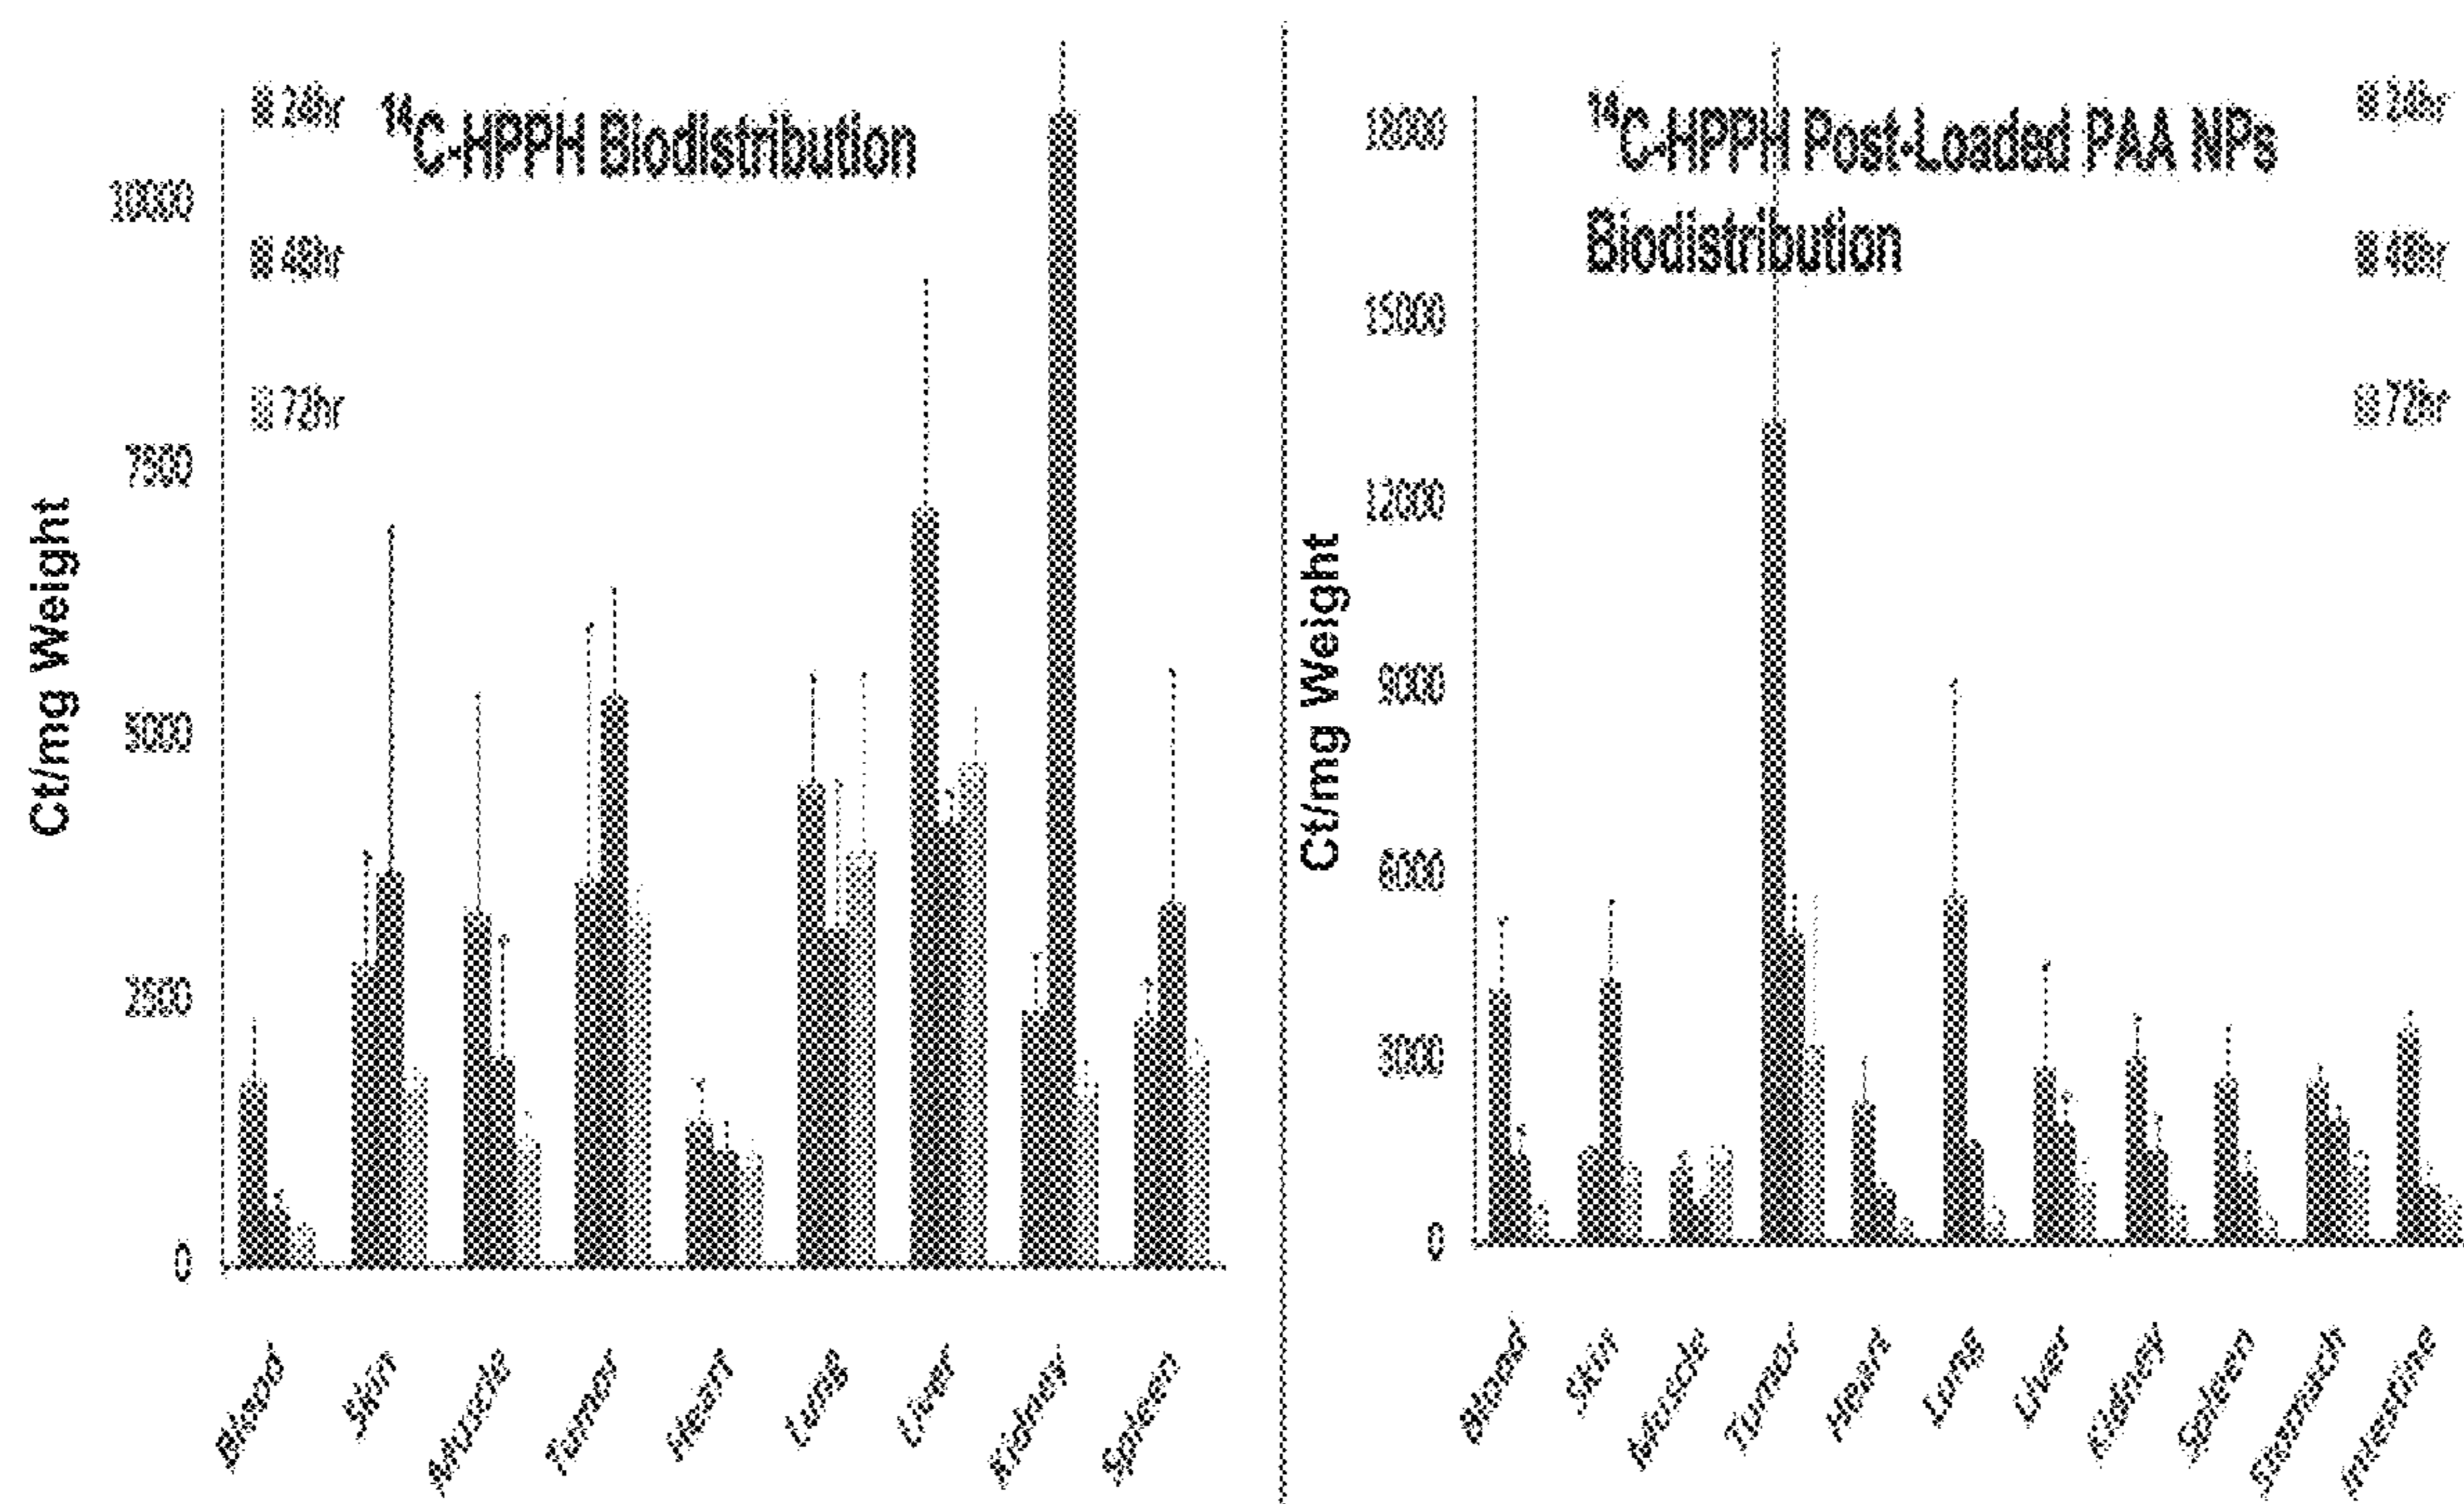 24hr
¹⁴C-HPPH Biodistribution
10000
48hr
72hr
7500
5000
2500
0
Ct/mg Weight
Blood
Skin
Muscle
Tumor
Heart
Lung
Liver
Kidney
Spleen
¹⁴C-HPPH Post-Loaded PAA NPs
Biodistribution
24hr
48hr
72hr
18000
15000
12000
9000
6000
3000
0
Ct/mg Weight
Blood
Skin
Muscle
Tumor
Heart
Lung
Liver
Kidney
Spleen
Stomach
Intestine